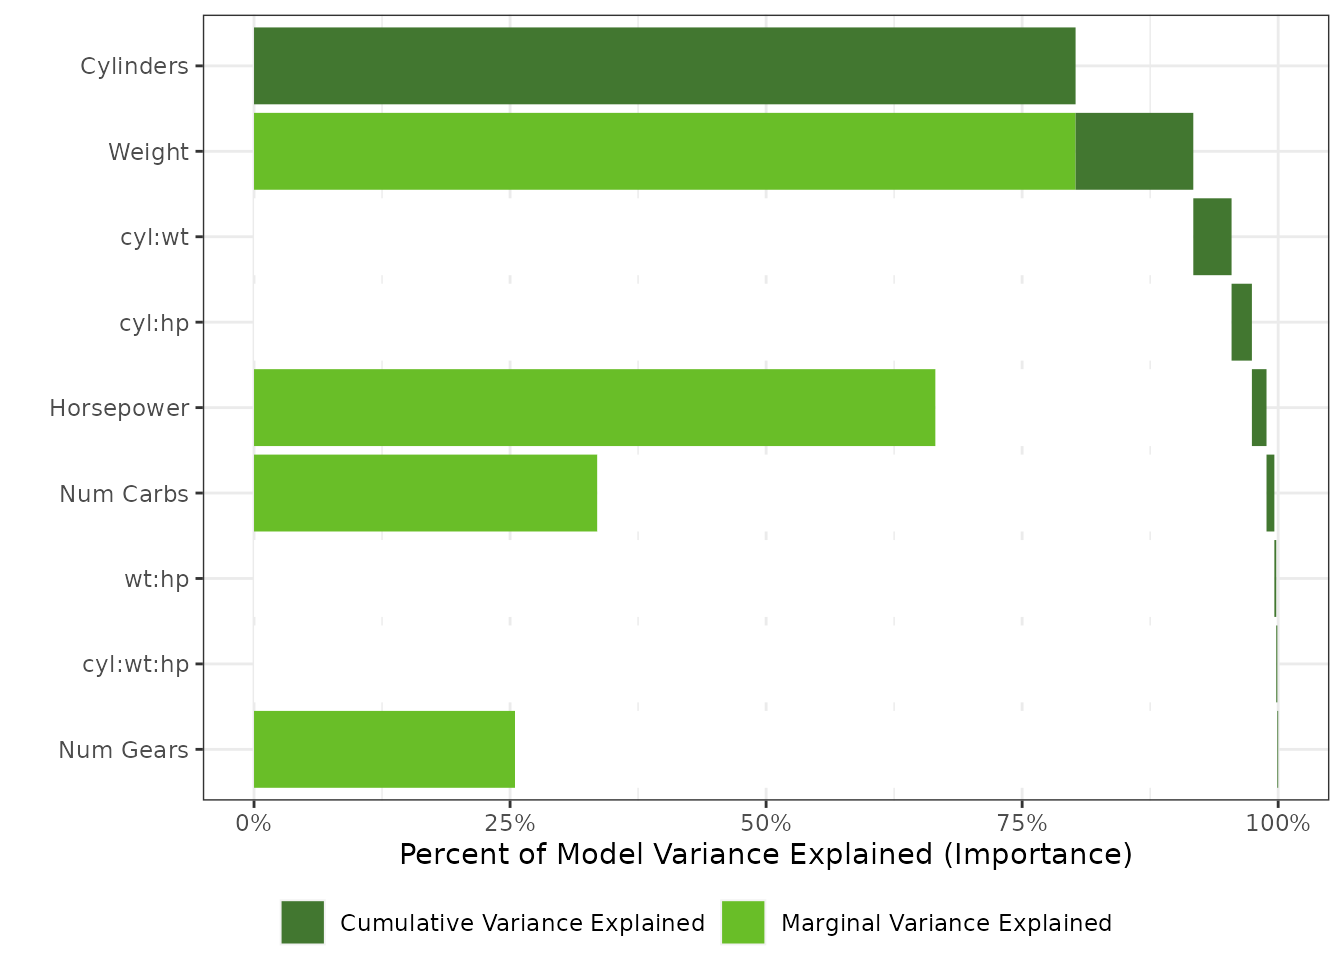 Cylinders
Weight
cyl:wt
cyl:hp
Horsepower
Num Carbs
wt:hp
cyl:wt:hp
Num Gears
0% 25% 50% 75% 100%
Percent of Model Variance Explained (Importance)
Cumulative Variance Explained Marginal Variance Explained